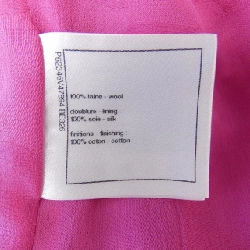 100% laine - wool
doublure - lining
100% soie - silk
finitions - finishing
100% coton - cotton